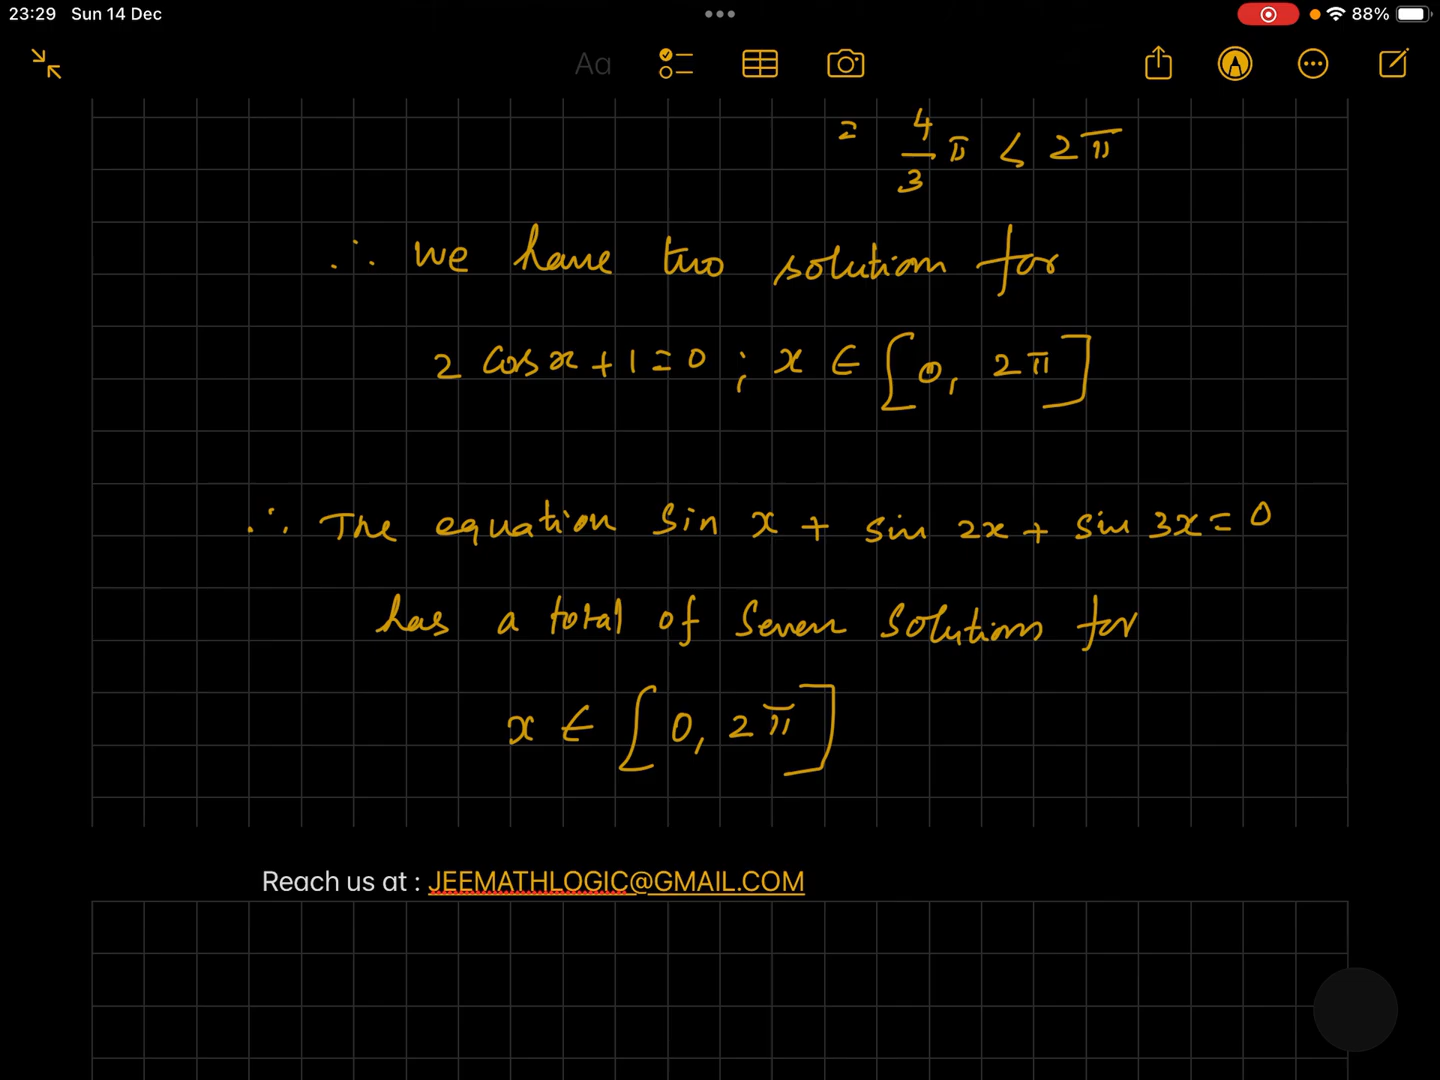 23:29 Sun 14 Dec 88%
Aa
= 4/3 π < 2π
∴ we have two solution for
2 cos x + 1 = 0 ; x ∈ [0, 2π]
∴ The equation sin x + sin 2x + sin 3x = 0
has a total of seven solutions for
x ∈ [0, 2π]
Reach us at : JEEMATHLOGIC@GMAIL.COM